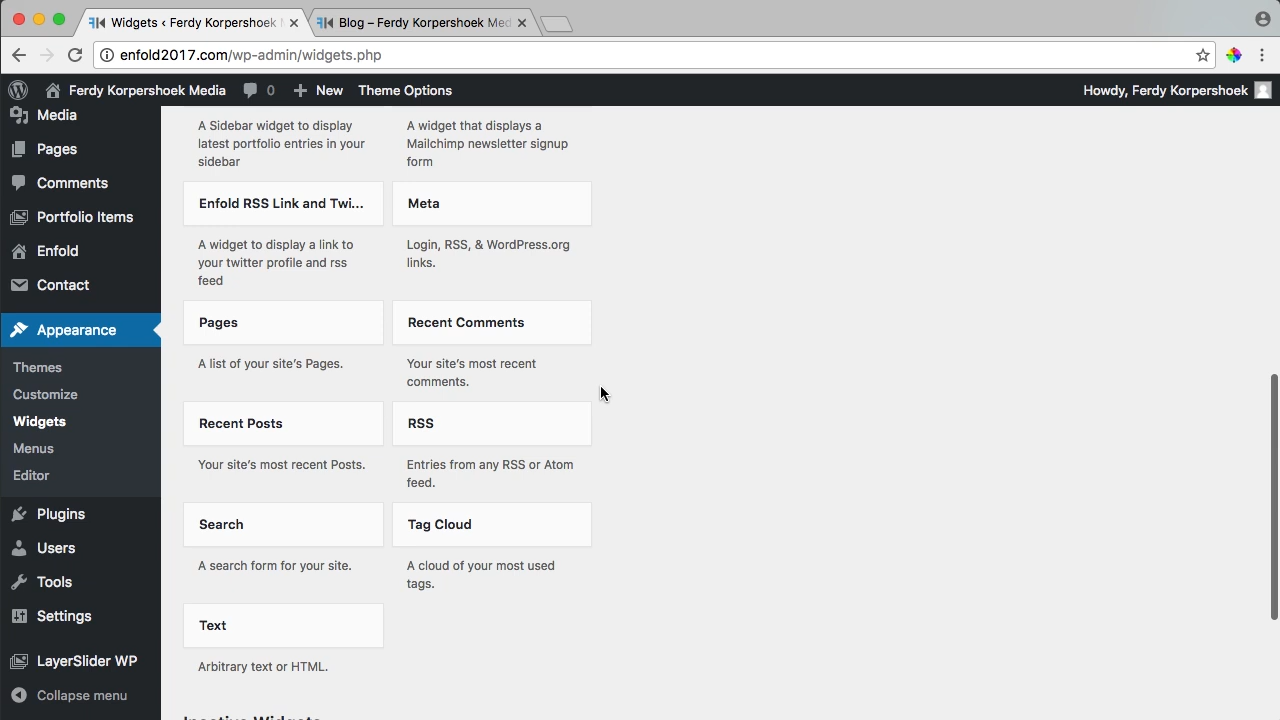 Widgets ‹ Ferdy Korpershoek
Blog – Ferdy Korpershoek Med
enfold2017.com/wp-admin/widgets.php
Ferdy Korpershoek Media
0
New
Theme Options
Howdy, Ferdy Korpershoek
Media
Pages
Comments
Portfolio Items
Enfold
Contact
Appearance
Themes
Customize
Widgets
Menus
Editor
Plugins
Users
Tools
Settings
LayerSlider WP
Collapse menu
A Sidebar widget to display
latest portfolio entries in your
sidebar
A widget that displays a
Mailchimp newsletter signup
form
Enfold RSS Link and Twi...
A widget to display a link to
your twitter profile and rss
feed
Meta
Login, RSS, & WordPress.org
links.
Pages
A list of your site's Pages.
Recent Comments
Your site's most recent
comments.
Recent Posts
Your site's most recent Posts.
RSS
Entries from any RSS or Atom
feed.
Search
A search form for your site.
Tag Cloud
A cloud of your most used
tags.
Text
Arbitrary text or HTML.
Inactive Widgets